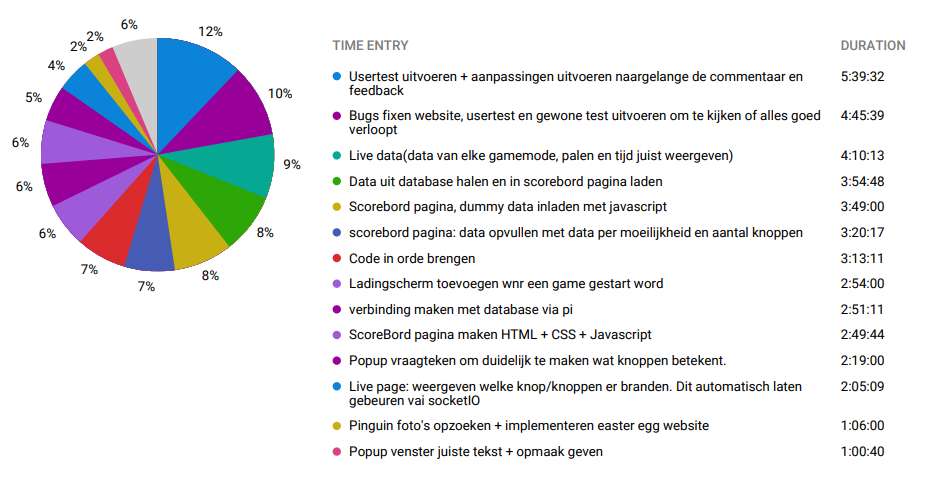 12%
10%
9%
8%
8%
7%
7%
6%
6%
6%
5%
4%
2%
2%
6%
TIME ENTRY DURATION
Usertest uitvoeren + aanpassingen uitvoeren naargelange de commentaar en 5:39:32
feedback
Bugs fixen website, usertest en gewone test uitvoeren om te kijken of alles goed 4:45:39
verloopt
Live data(data van elke gamemode, palen en tijd juist weergeven) 4:10:13
Data uit database halen en in scorebord pagina laden 3:54:48
Scorebord pagina, dummy data inladen met javascript 3:49:00
scorebord pagina: data opvullen met data per moeilijkheid en aantal knoppen 3:20:17
Code in orde brengen 3:13:11
Ladingscherm toevoegen wnr een game gestart word 2:54:00
verbinding maken met database via pi 2:51:11
ScoreBord pagina maken HTML + CSS + Javascript 2:49:44
Popup vraagteken om duidelijk te maken wat knoppen betekent. 2:19:00
Live page: weergeven welke knop/knoppen er branden. Dit automatisch laten 2:05:09
gebeuren vai socketIO
Pinguin foto's opzoeken + implementeren easter egg website 1:06:00
Popup venster juiste tekst + opmaak geven 1:00:40